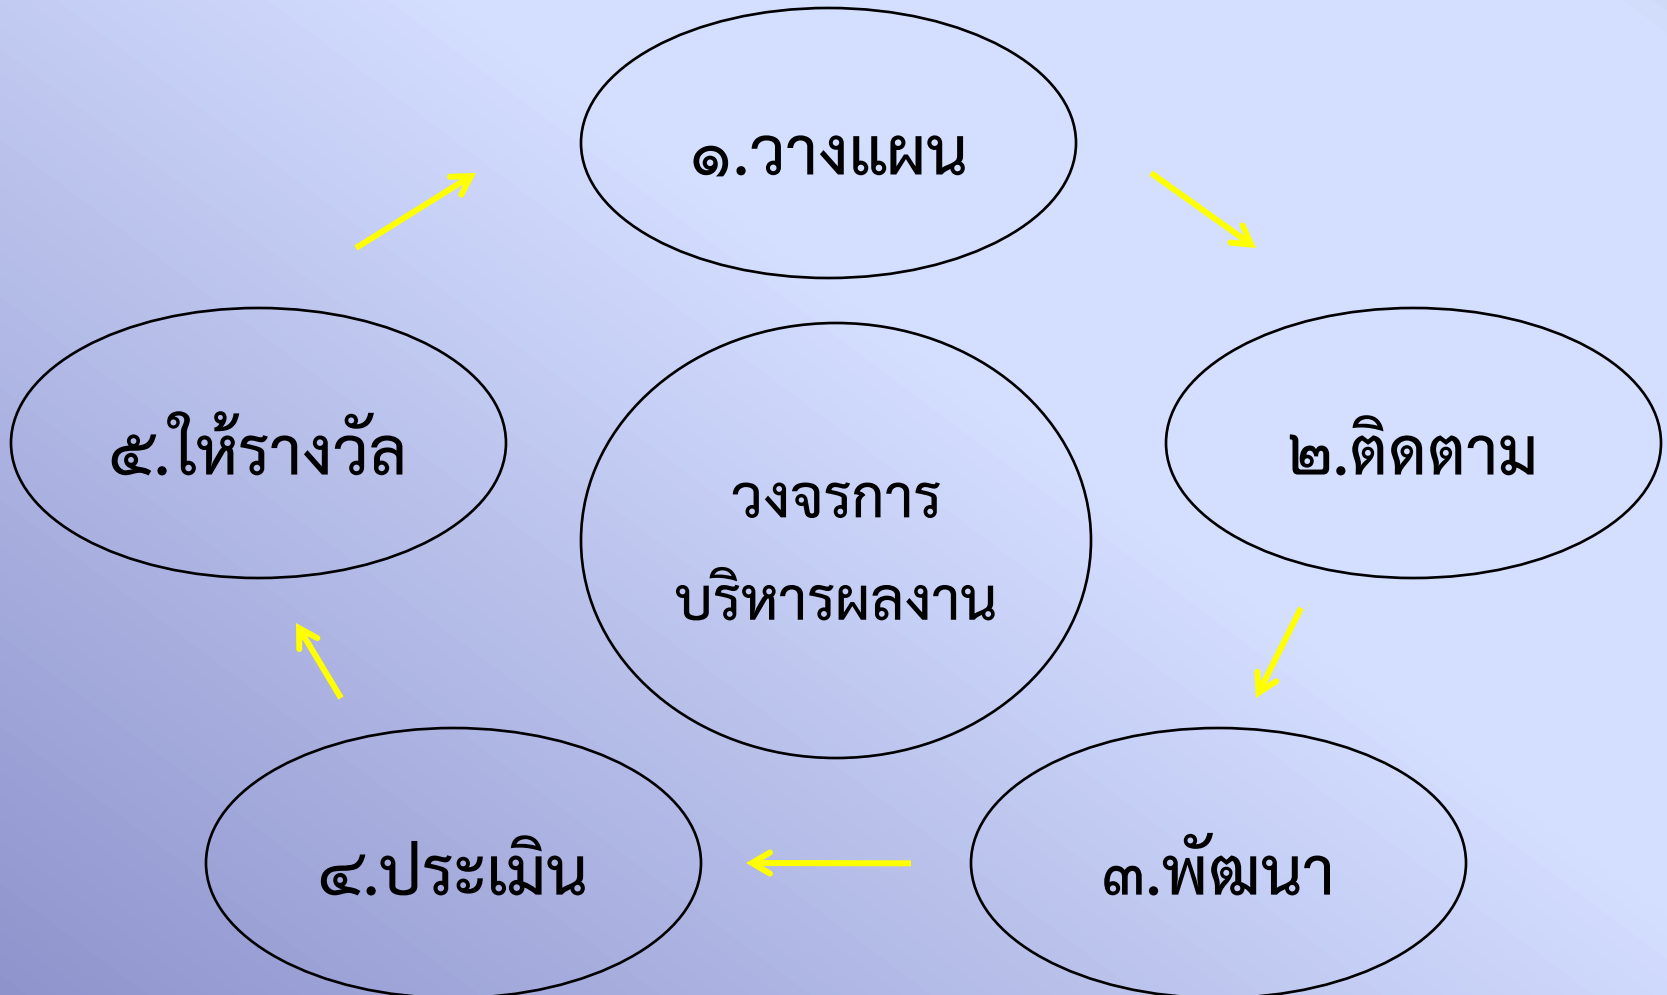 ๑.วางแผน
๕.ให้รางวัล
๒.ติดตาม
วงจรการ
บริหารผลงาน
๔.ประเมิน
๓.พัฒนา